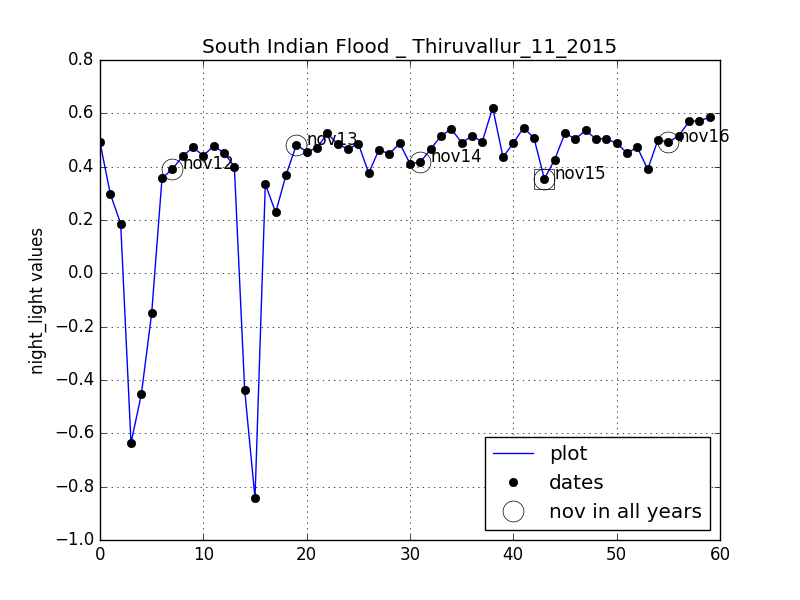 South Indian Flood _ Thiruvallur_11_2015
0.8
0.6
0.4
0.2
0.0
−0.2
−0.4
−0.6
−0.8
−1.0
night_light values
nov12
nov13
nov14
nov15
nov16
plot
dates
nov in all years
0 10 20 30 40 50 60